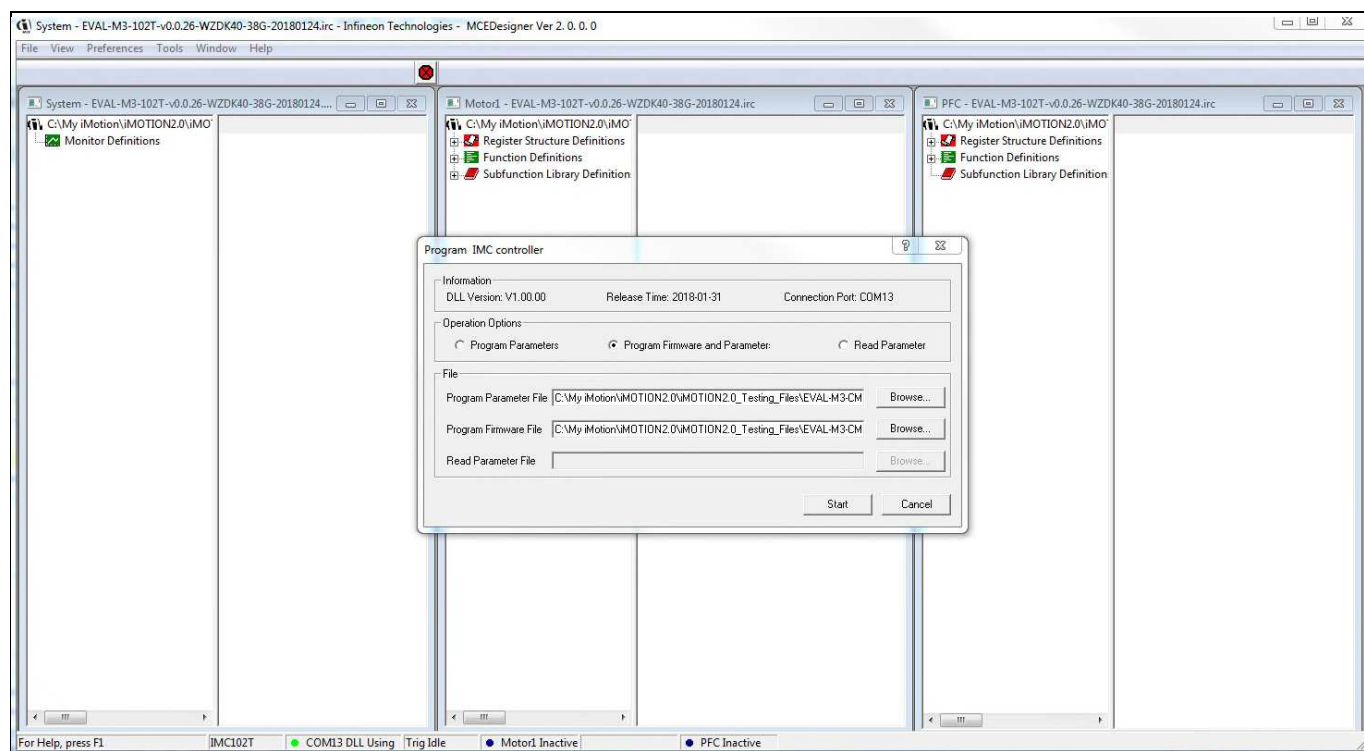 System - EVAL-M3-102T-v0.0.26-WZDK40-38G-20180124.irc - Infineon Technologies - MCEDesigner Ver 2. 0. 0. 0
File View Preferences Tools Window Help
System - EVAL-M3-102T-v0.0.26-WZDK40-38G-20180124....
C:\My iMotion\iMOTION2.0\iMO
Monitor Definitions
Motor1 - EVAL-M3-102T-v0.0.26-WZDK40-38G-20180124.irc
C:\My iMotion\iMOTION2.0\iMO
Register Structure Definitions
Function Definitions
Subfunction Library Definition
PFC - EVAL-M3-102T-v0.0.26-WZDK40-38G-20180124.irc
C:\My iMotion\iMOTION2.0\iMO
Register Structure Definitions
Function Definitions
Subfunction Library Definition
Program IMC controller
Information
DLL Version: V1.00.00 Release Time: 2018-01-31 Connection Port: COM13
Operation Options
Program Parameters Program Firmware and Parameter: Read Parameter
File
Program Parameter File C:\My iMotion\iMOTION2.0\iMOTION2.0_Testing_Files\EVAL-M3-CM Browse...
Program Firmware File C:\My iMotion\iMOTION2.0\iMOTION2.0_Testing_Files\EVAL-M3-CM Browse...
Read Parameter File Browse...
Start Cancel
For Help, press F1 IMC102T COM13 DLL Using Trig Idle Motor1 Inactive PFC Inactive